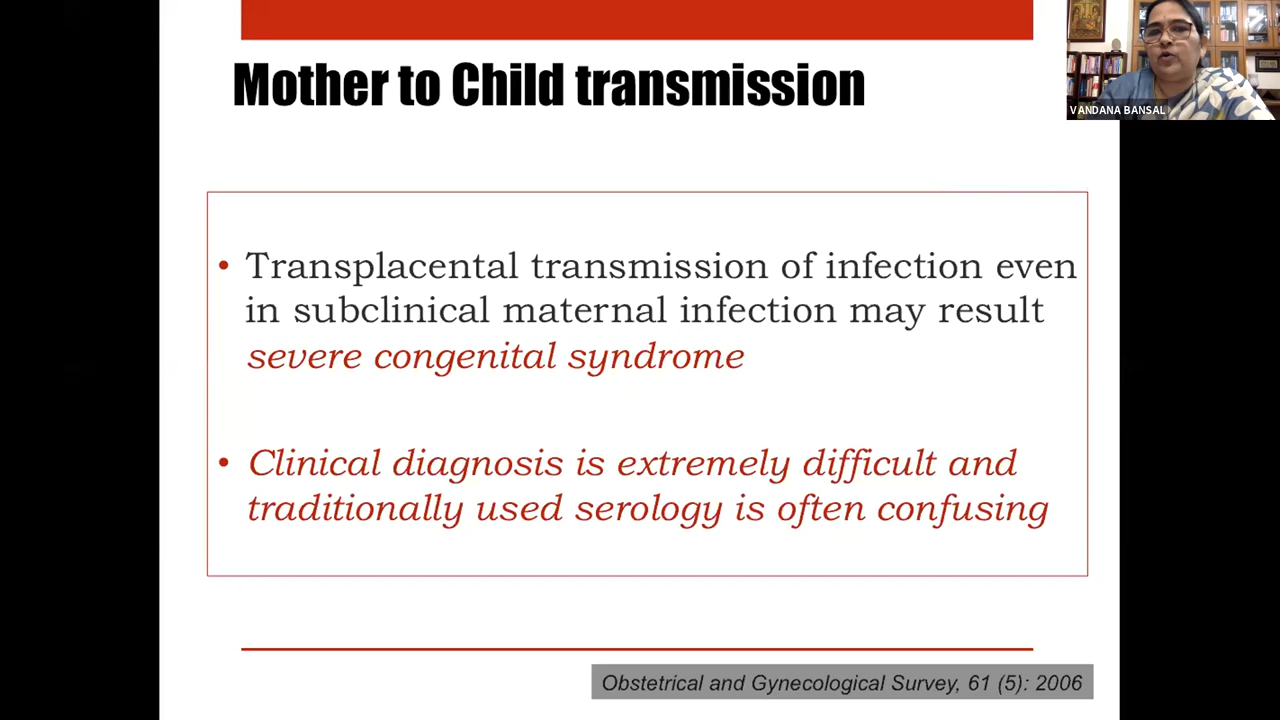 Mother to Child transmission
VANDANA BANSAL
• Transplacental transmission of infection even
in subclinical maternal infection may result
severe congenital syndrome
• Clinical diagnosis is extremely difficult and
traditionally used serology is often confusing
Obstetrical and Gynecological Survey, 61 (5): 2006